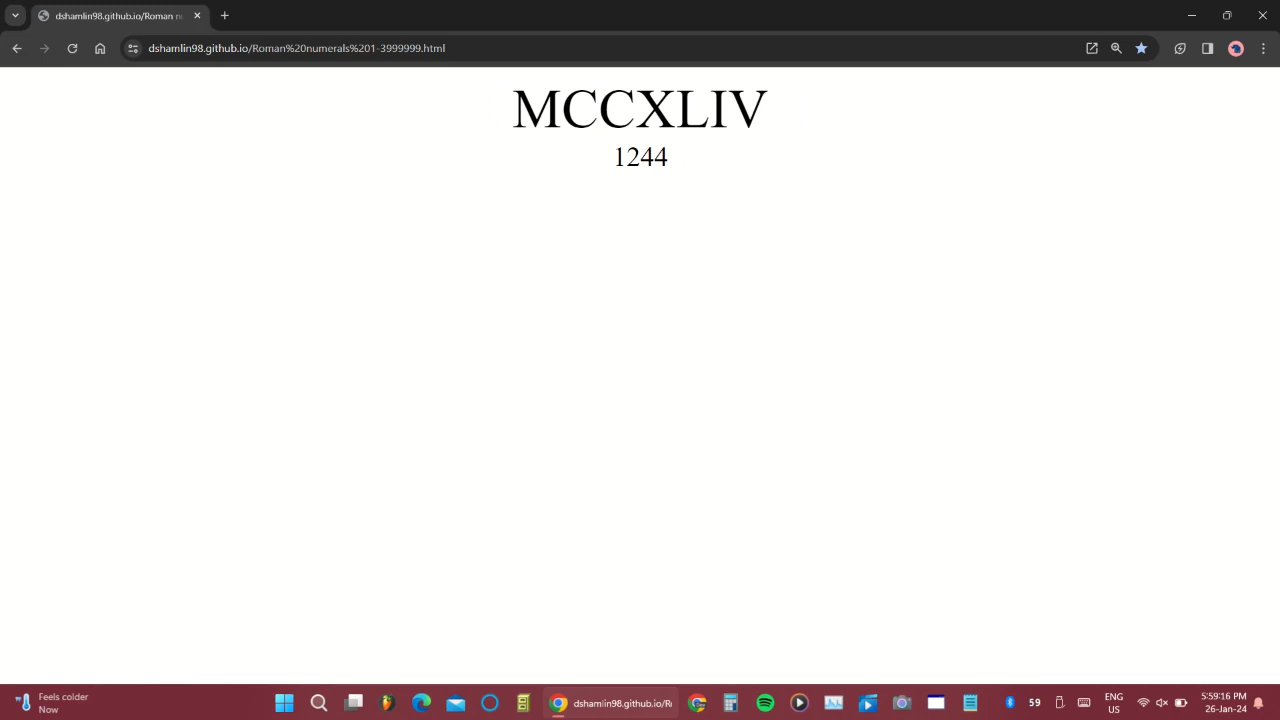 dshamlin98.github.io/Roman n
dshamlin98.github.io/Roman%20numerals%201-3999999.html
MCCXLIV
1244
Feels colder
Now
dshamlin98.github.io/R
59
ENG
US
5:59:16 PM
26-Jan-24